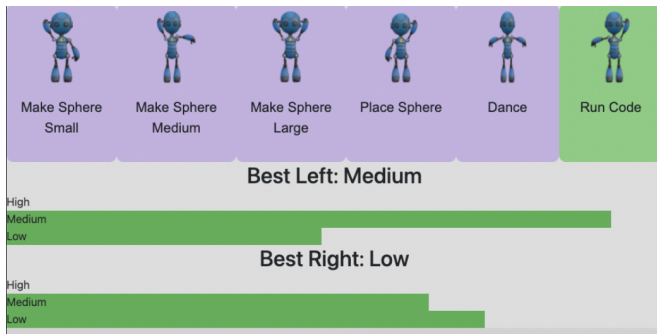 Make Sphere
Small
Make Sphere
Medium
Make Sphere
Large
Place Sphere
Dance
Run Code
Best Left: Medium
High
Medium
Low
Best Right: Low
High
Medium
Low